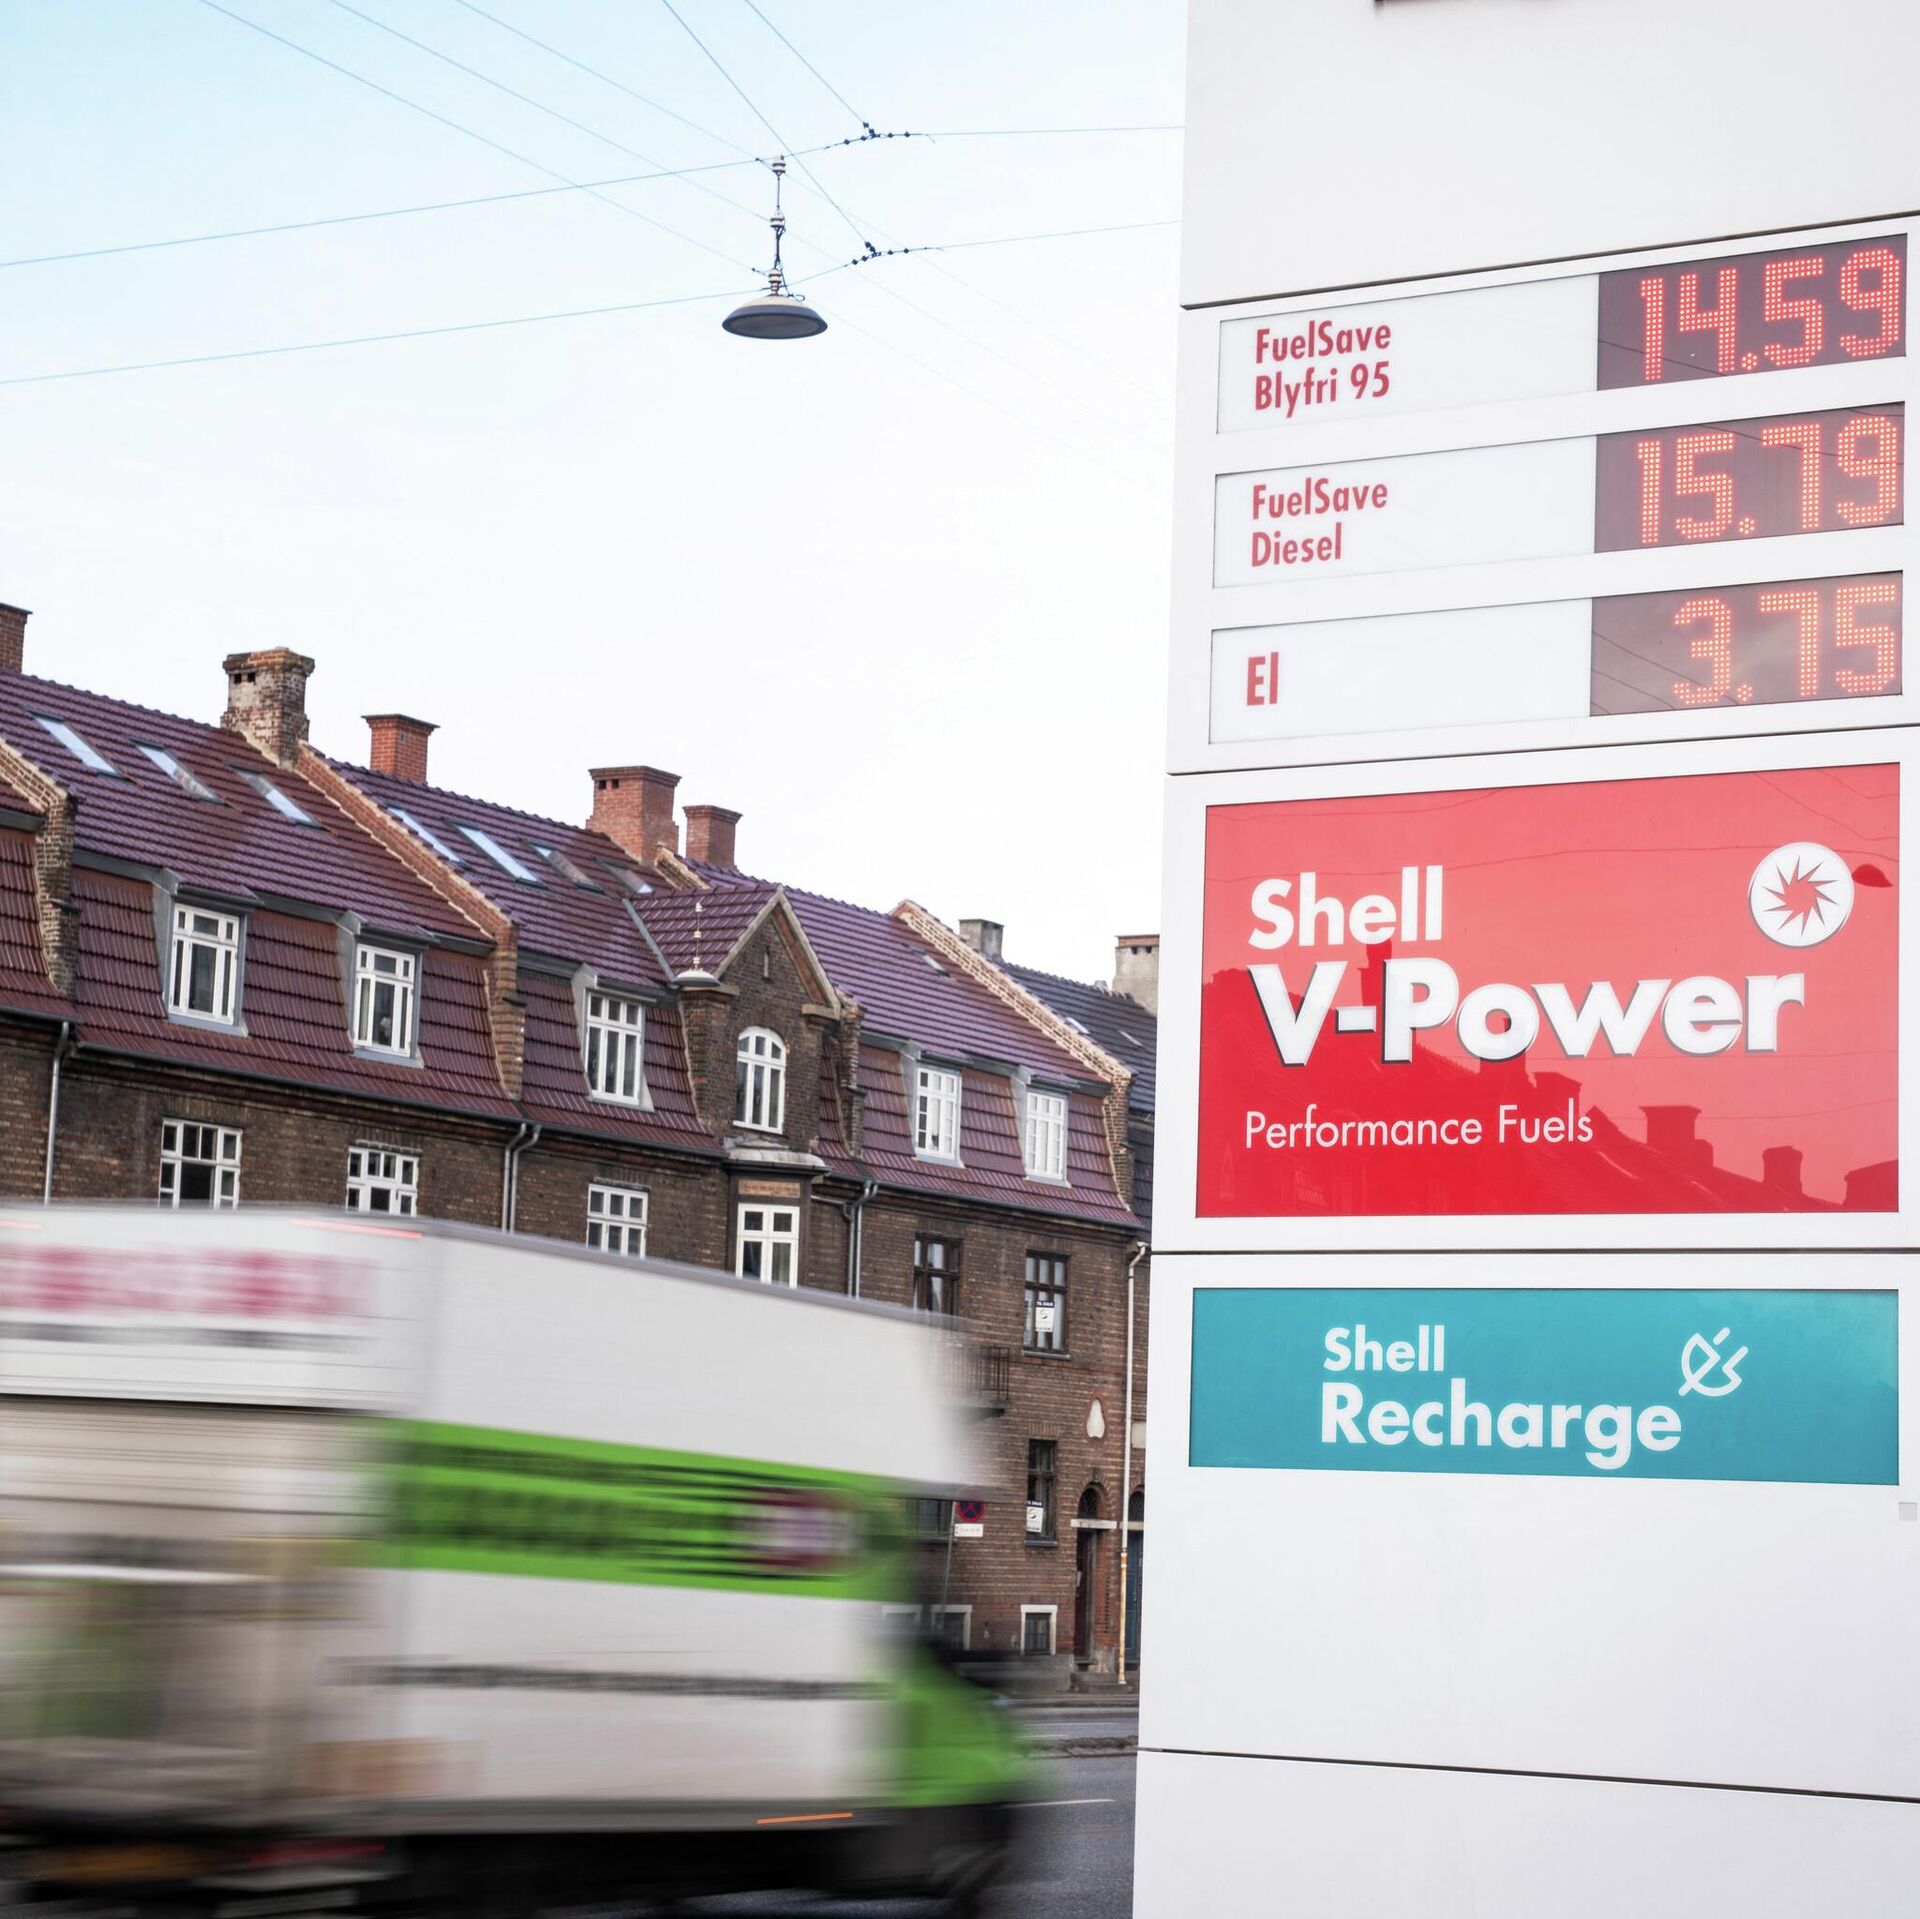 FuelSave
Blyfri 95
14.59
FuelSave
Diesel
15.79
El
3.75
Shell
V-Power
Performance Fuels
Shell
Recharge